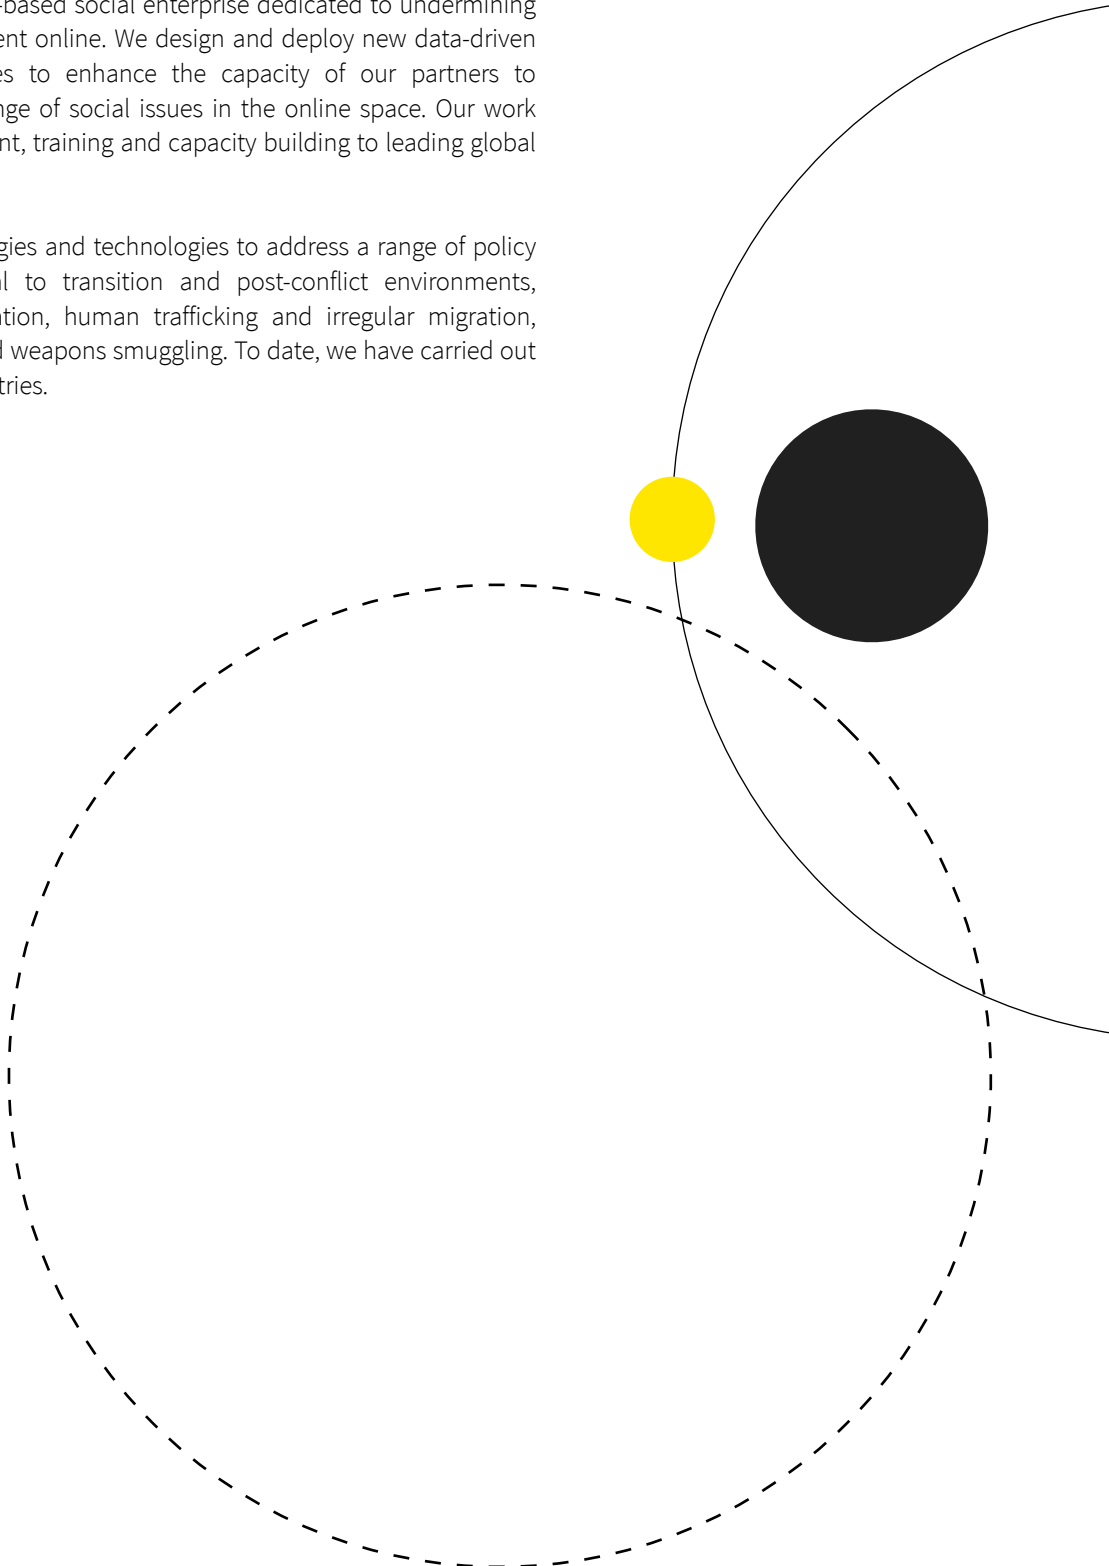 -based social enterprise dedicated to undermining
ent online. We design and deploy new data-driven
es to enhance the capacity of our partners to
nge of social issues in the online space. Our work
nt, training and capacity building to leading global
gies and technologies to address a range of policy
al to transition and post-conflict environments,
ation, human trafficking and irregular migration,
d weapons smuggling. To date, we have carried out
tries.